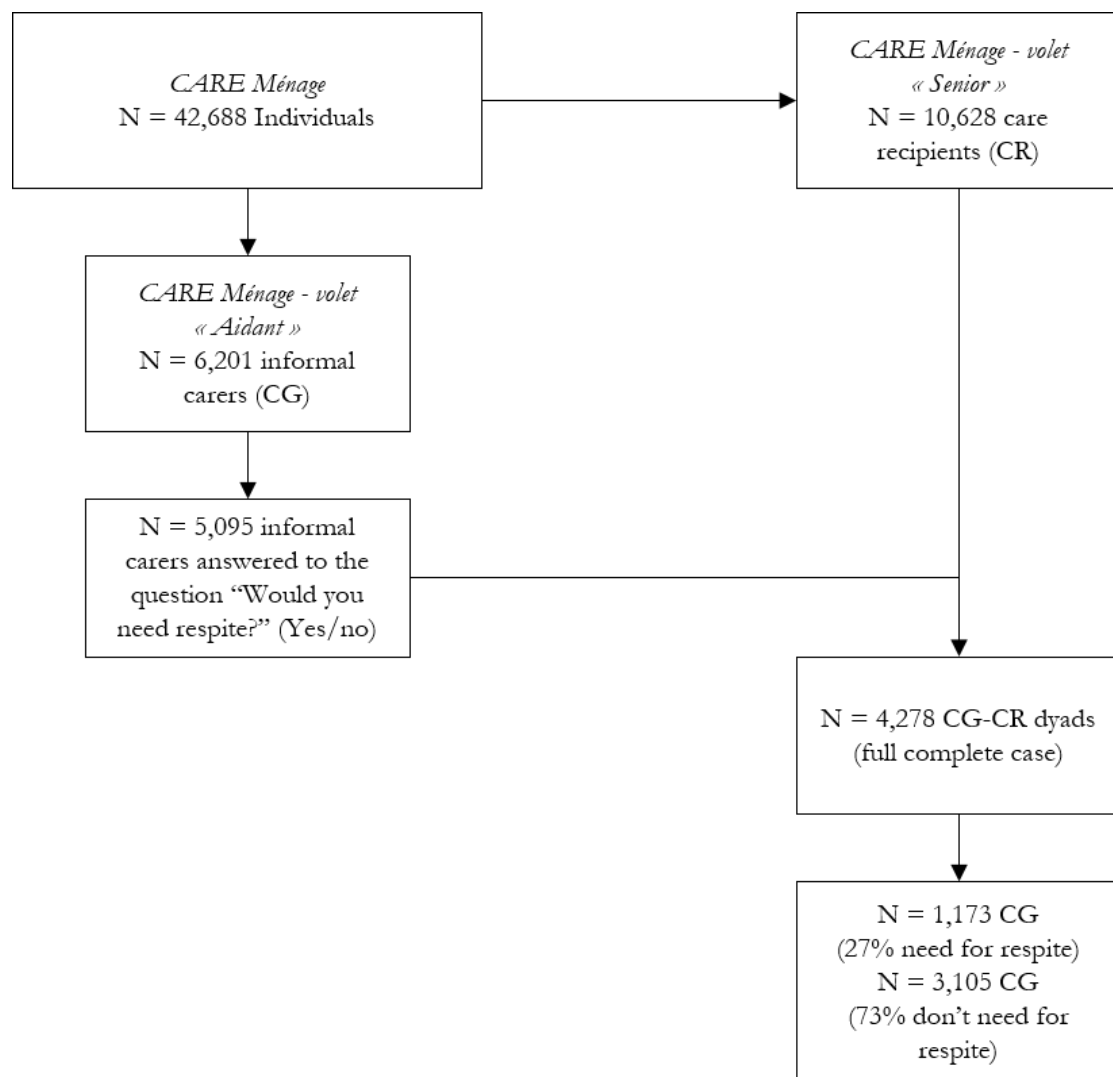 CARE Ménage
N = 42,688 Individuals
CARE Ménage - volet
« Senior »
N = 10,628 care
recipients (CR)
CARE Ménage - volet
« Aidant »
N = 6,201 informal
carers (CG)
N = 5,095 informal
carers answered to the
question “Would you
need respite?” (Yes/no)
N = 4,278 CG-CR dyads
(full complete case)
N = 1,173 CG
(27% need for respite)
N = 3,105 CG
(73% don’t need for
respite)